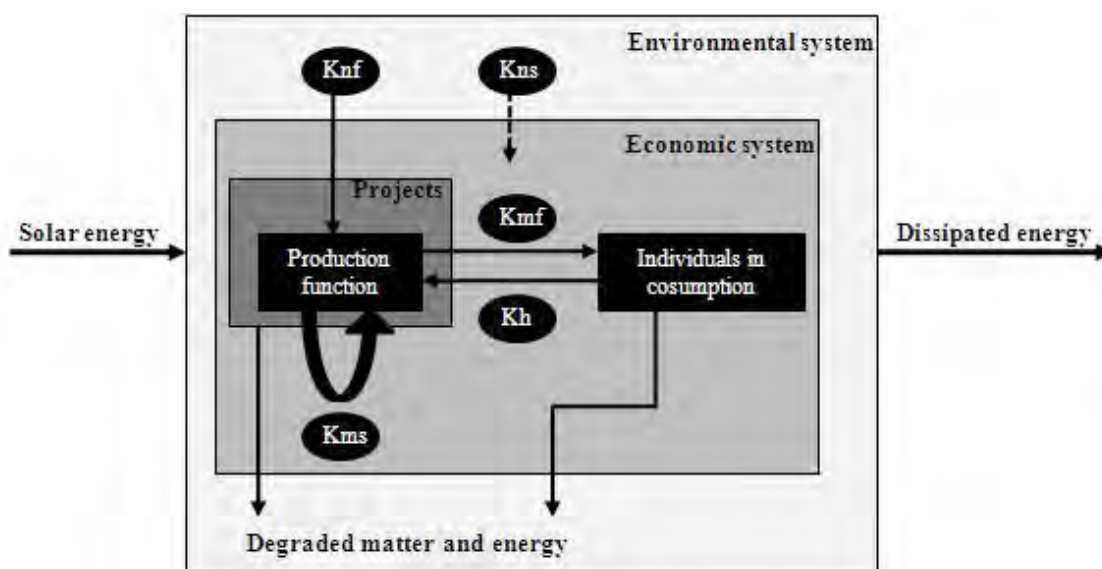 Environmental system
Knf
Kns
Economic system
Projects
Kmf
Solar energy
Dissipated energy
Production
function
Individuals in
cosumption
Kh
Kms
Degraded matter and energy